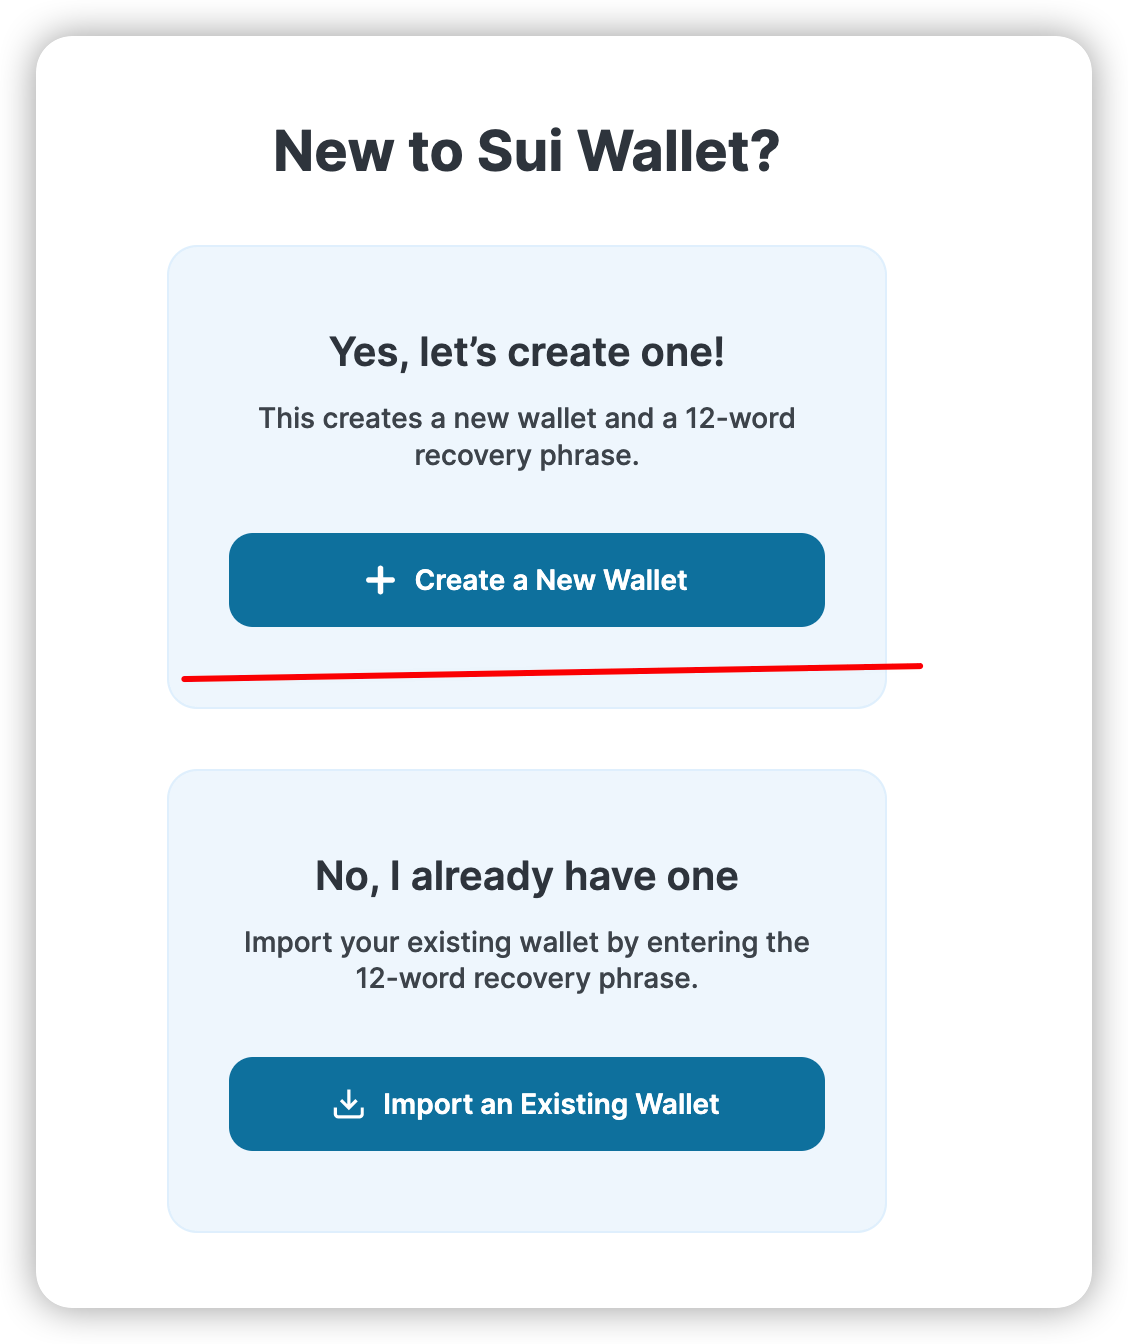 New to Sui Wallet?
Yes, let’s create one!
This creates a new wallet and a 12-word
recovery phrase.
Create a New Wallet
No, I already have one
Import your existing wallet by entering the
12-word recovery phrase.
Import an Existing Wallet